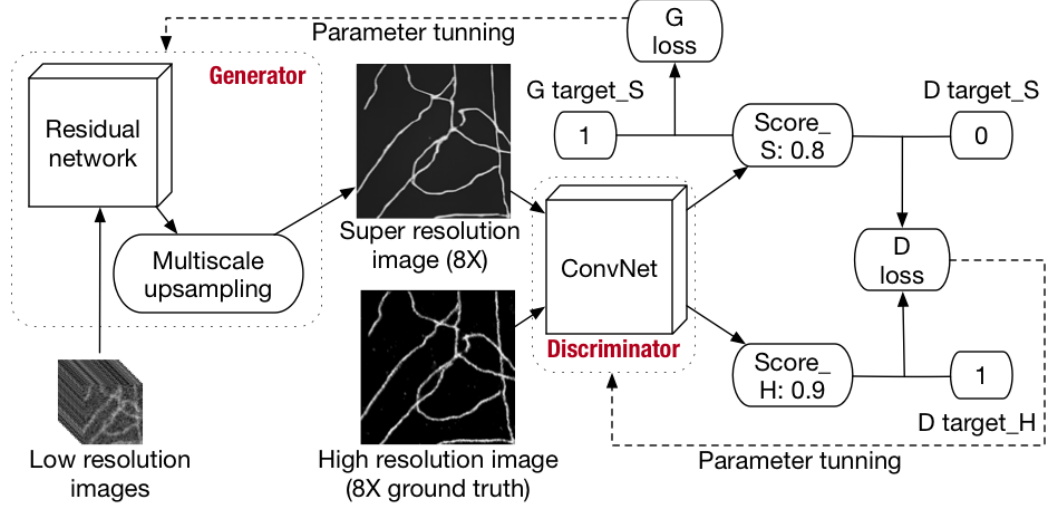 G
loss
Parameter tunning
Generator
Residual
network
Multiscale
upsampling
Low resolution
images
Super resolution
image (8X)
High resolution image
(8X ground truth)
ConvNet
Discriminator
G target_S
1
Score_
S: 0.8
D target_S
0
D
loss
Score_
H: 0.9
1
D target_H
Parameter tunning